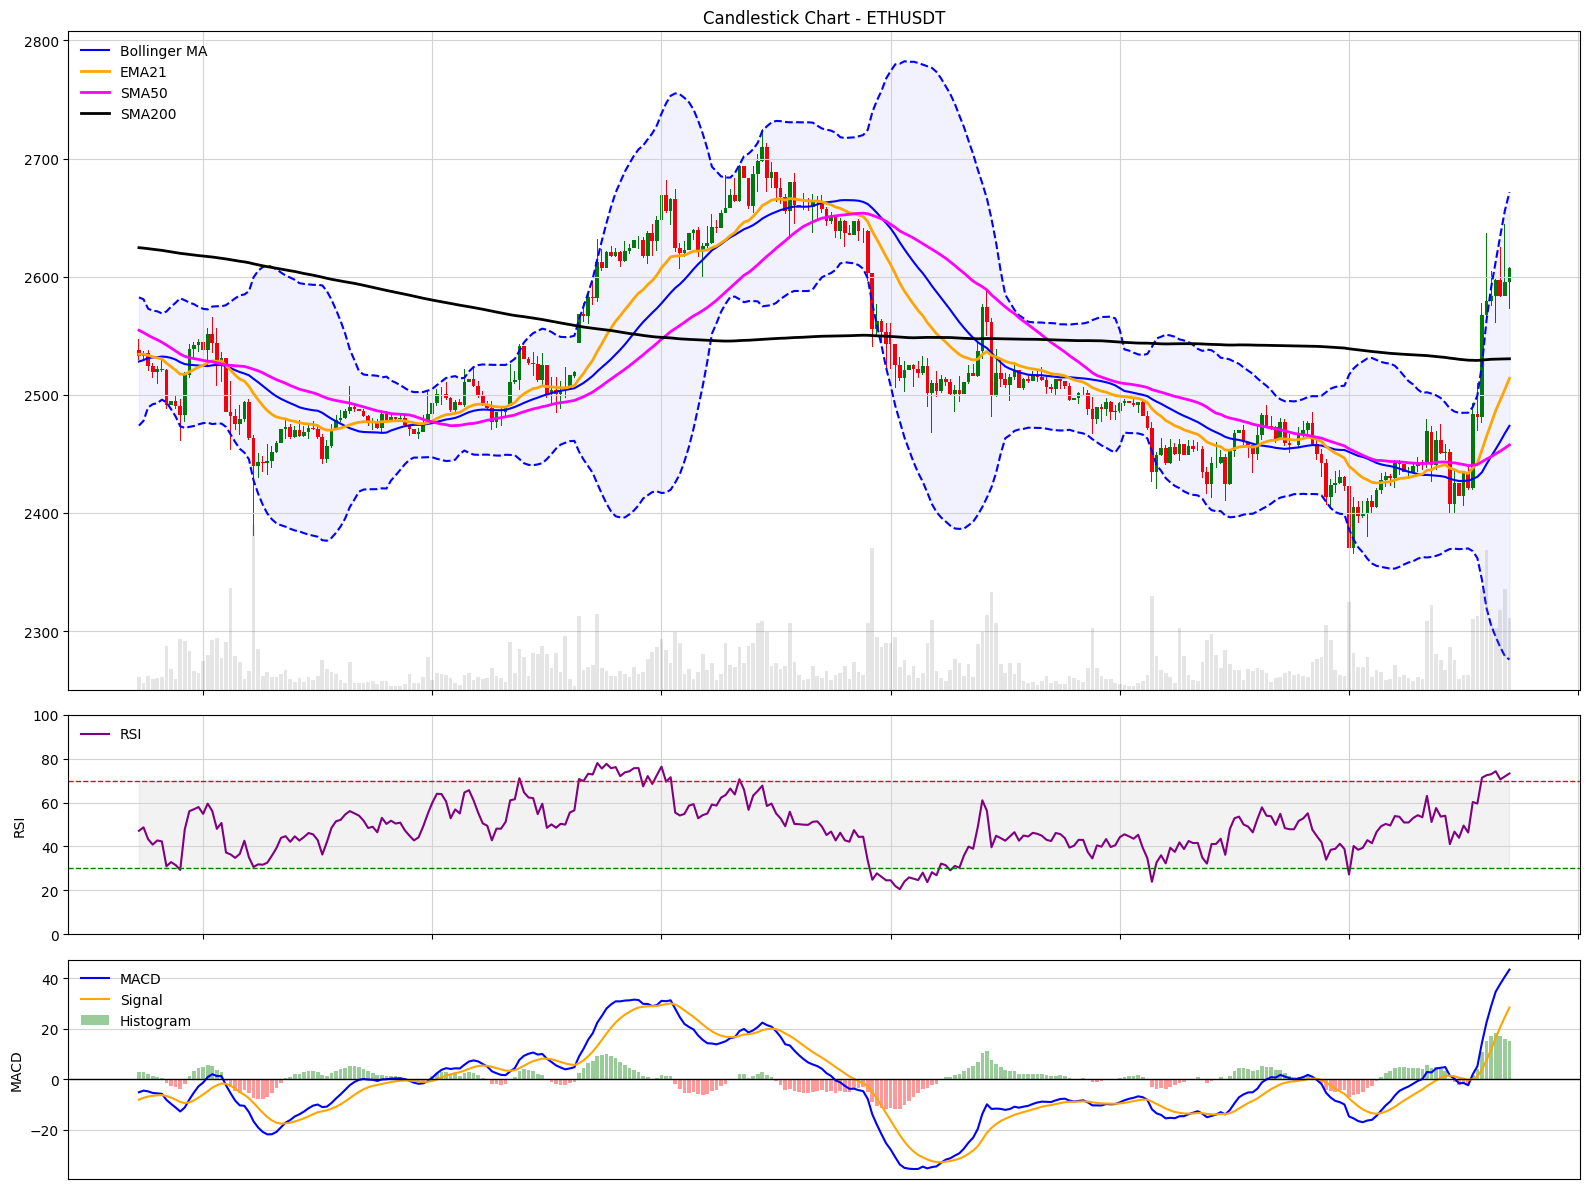 Candlestick Chart - ETHUSDT
Bollinger MA
EMA21
SMA50
SMA200
2800
2700
2600
2500
2400
2300
RSI
RSI
100
80
60
40
20
0
MACD
Signal
Histogram
MACD
40
20
0
−20